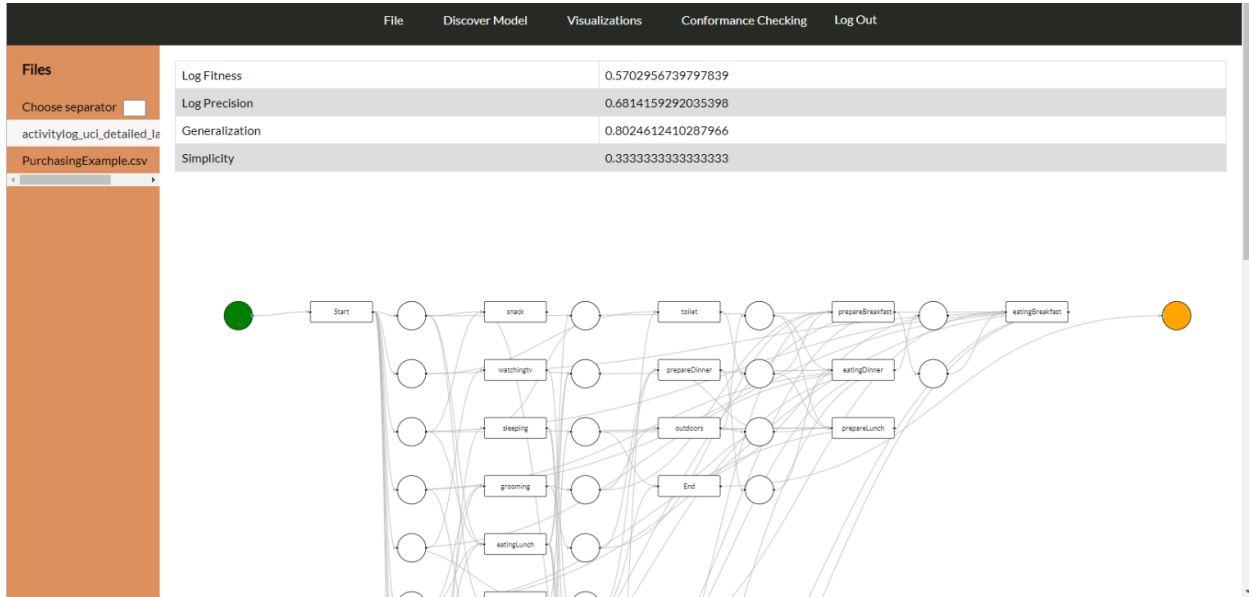 File Discover Model Visualizations Conformance Checking Log Out
Files
Choose separator
activitylog_uci_detailed_la
PurchasingExample.csv
Log Fitness 0.5702956739797839
Log Precision 0.6814159292035398
Generalization 0.8024612410287966
Simplicity 0.3333333333333333
Start snack toilet prepareBreakfast eatingBreakfast
watchingtv prepareDinner eatingDinner
sleeping outdoors prepareLunch
grooming End
eatingLunch